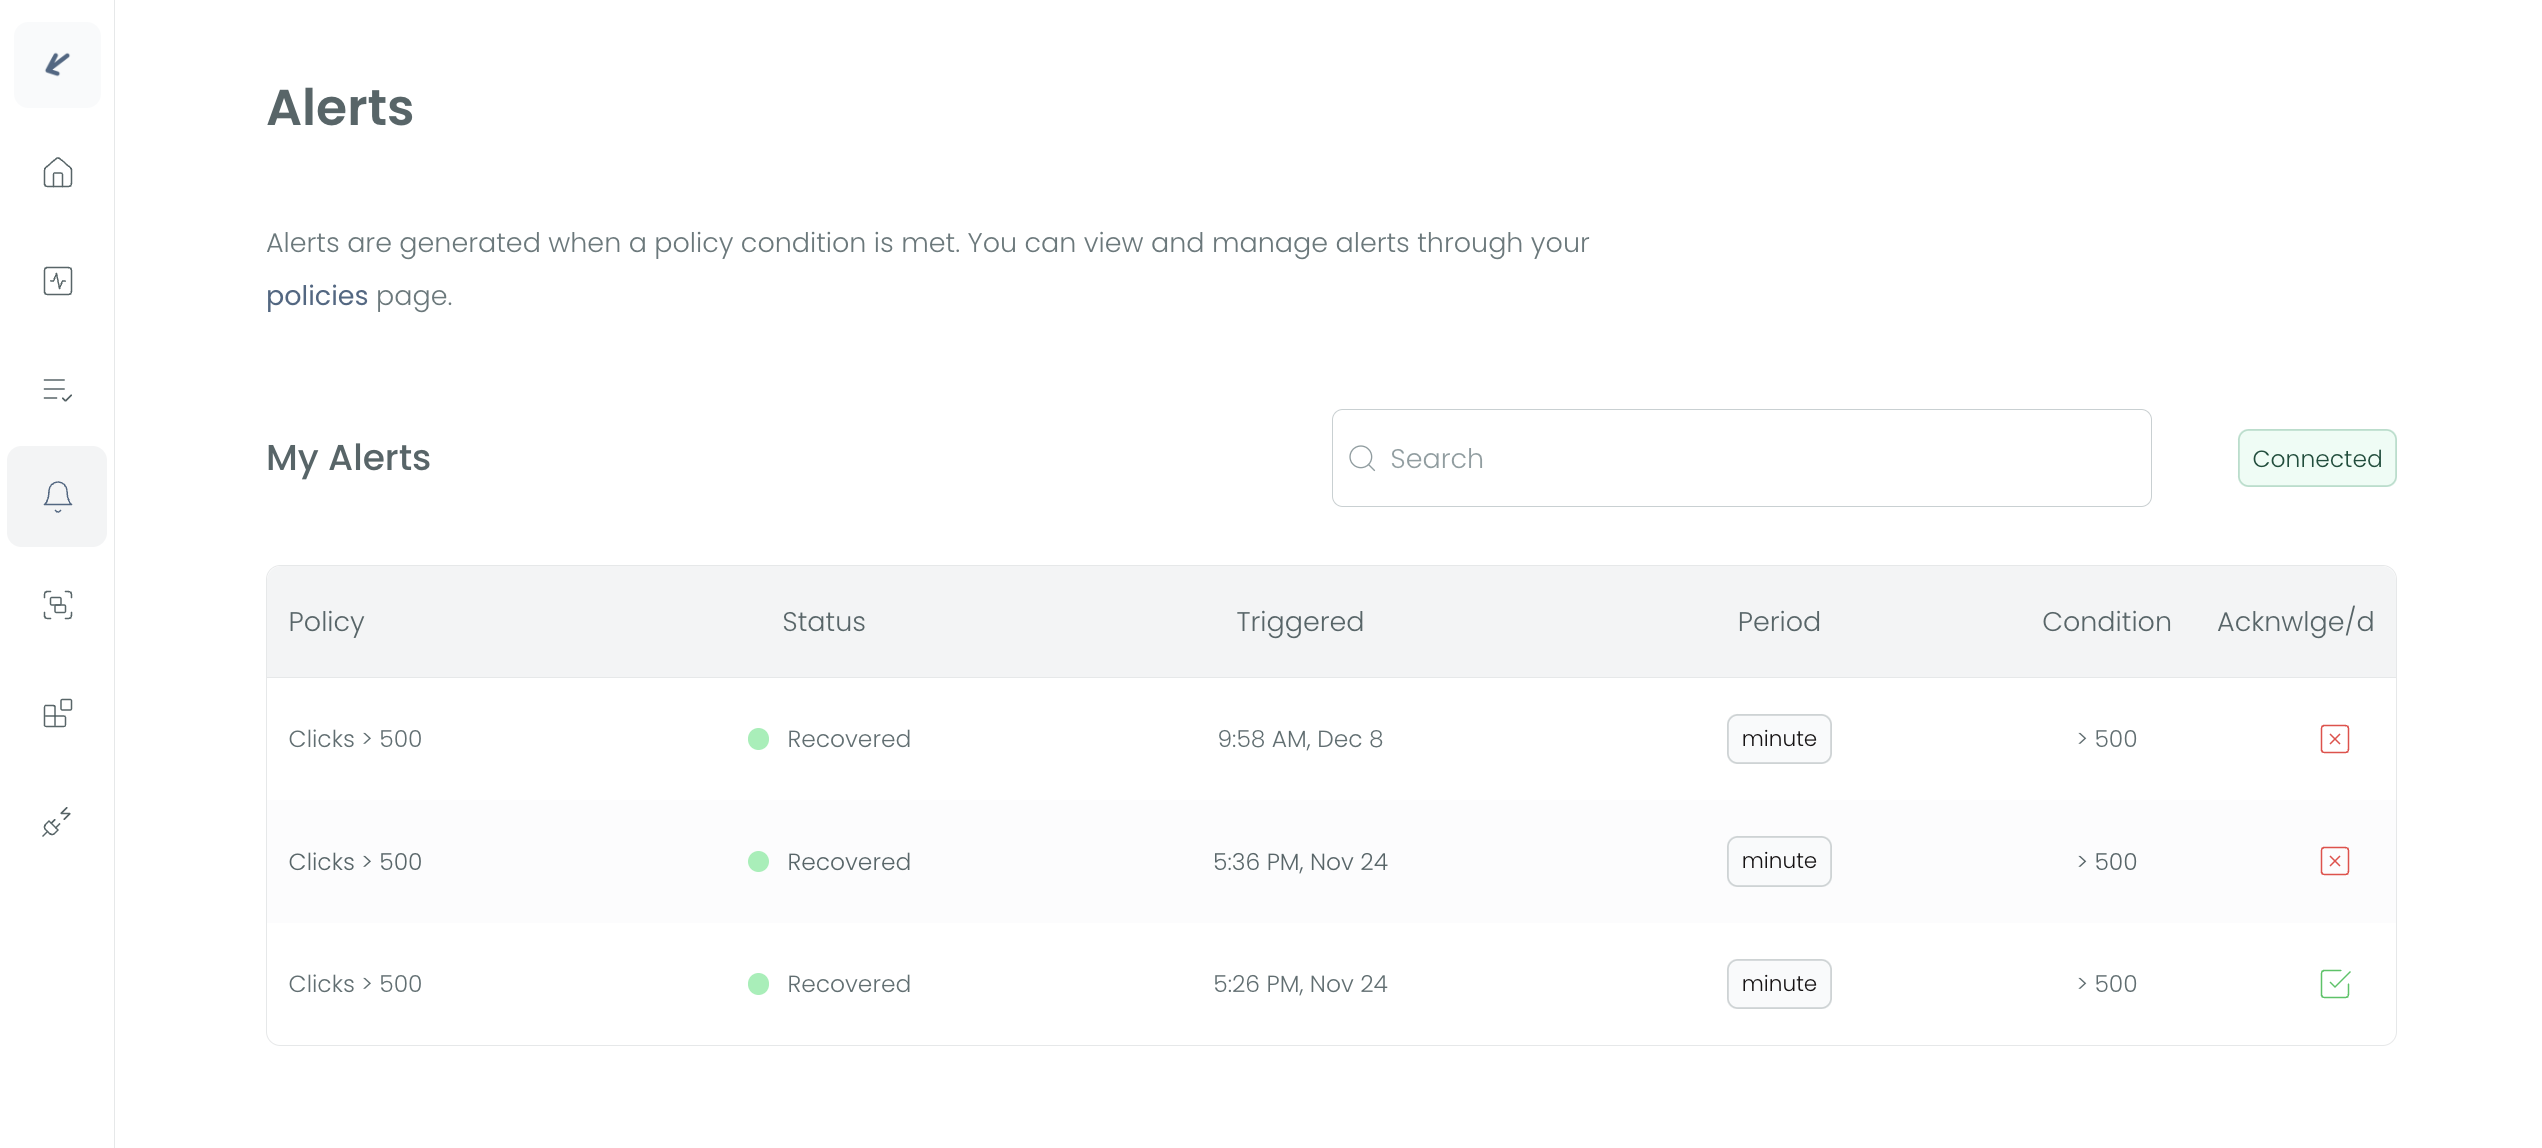 Alerts
Alerts are generated when a policy condition is met. You can view and manage alerts through your
policies page.
My Alerts
Search
Connected
Policy Status Triggered Period Condition Acknwlge/d
Clicks > 500 Recovered 9:58 AM, Dec 8 minute > 500
Clicks > 500 Recovered 5:36 PM, Nov 24 minute > 500
Clicks > 500 Recovered 5:26 PM, Nov 24 minute > 500